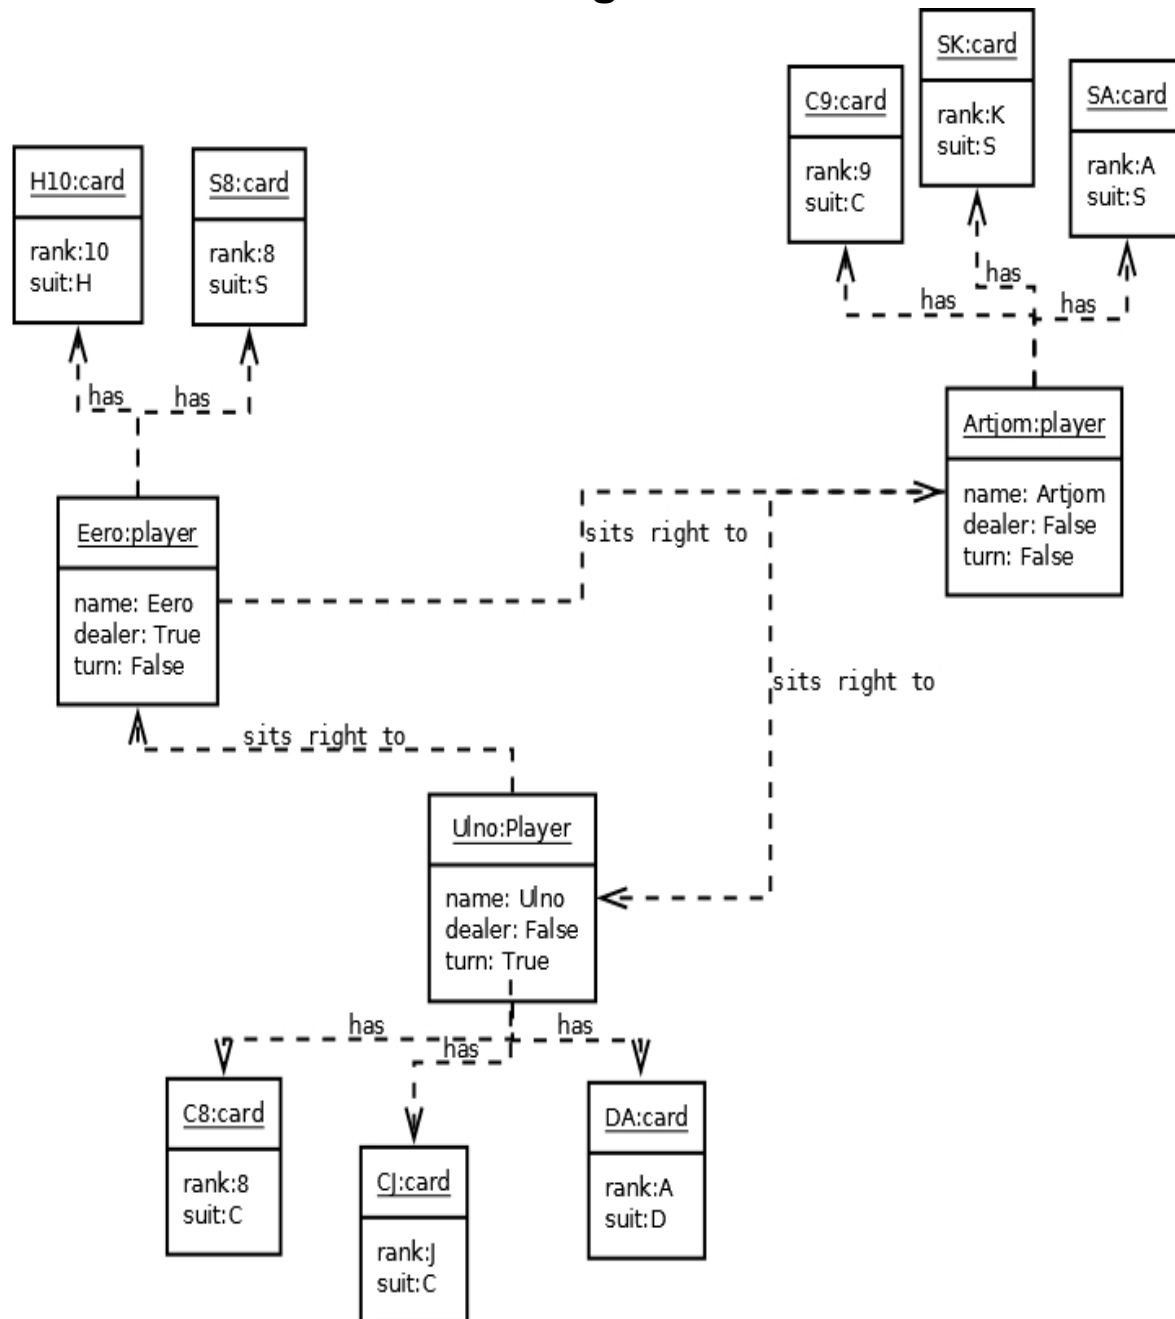 SK:card
rank:K
suit:S
C9:card
rank:9
suit:C
SA:card
rank:A
suit:S
H10:card
rank:10
suit:H
S8:card
rank:8
suit:S
has
has
has
has
has
Artjom:player
name: Artjom
dealer: False
turn: False
Eero:player
name: Eero
dealer: True
turn: False
sits right to
sits right to
sits right to
Ulno:Player
name: Ulno
dealer: False
turn: True
has
has
has
C8:card
rank:8
suit:C
CJ:card
rank:J
suit:C
DA:card
rank:A
suit:D